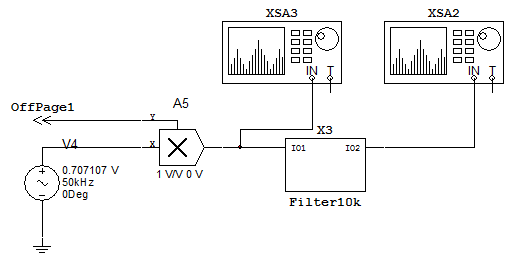 XSA3
XSA2
IN T
IN T
A5
OffPage1
Y
V4
X
X3
IO1 IO2
0.707107 V
50kHz
0Deg
1 V/V 0 V
Filter10k